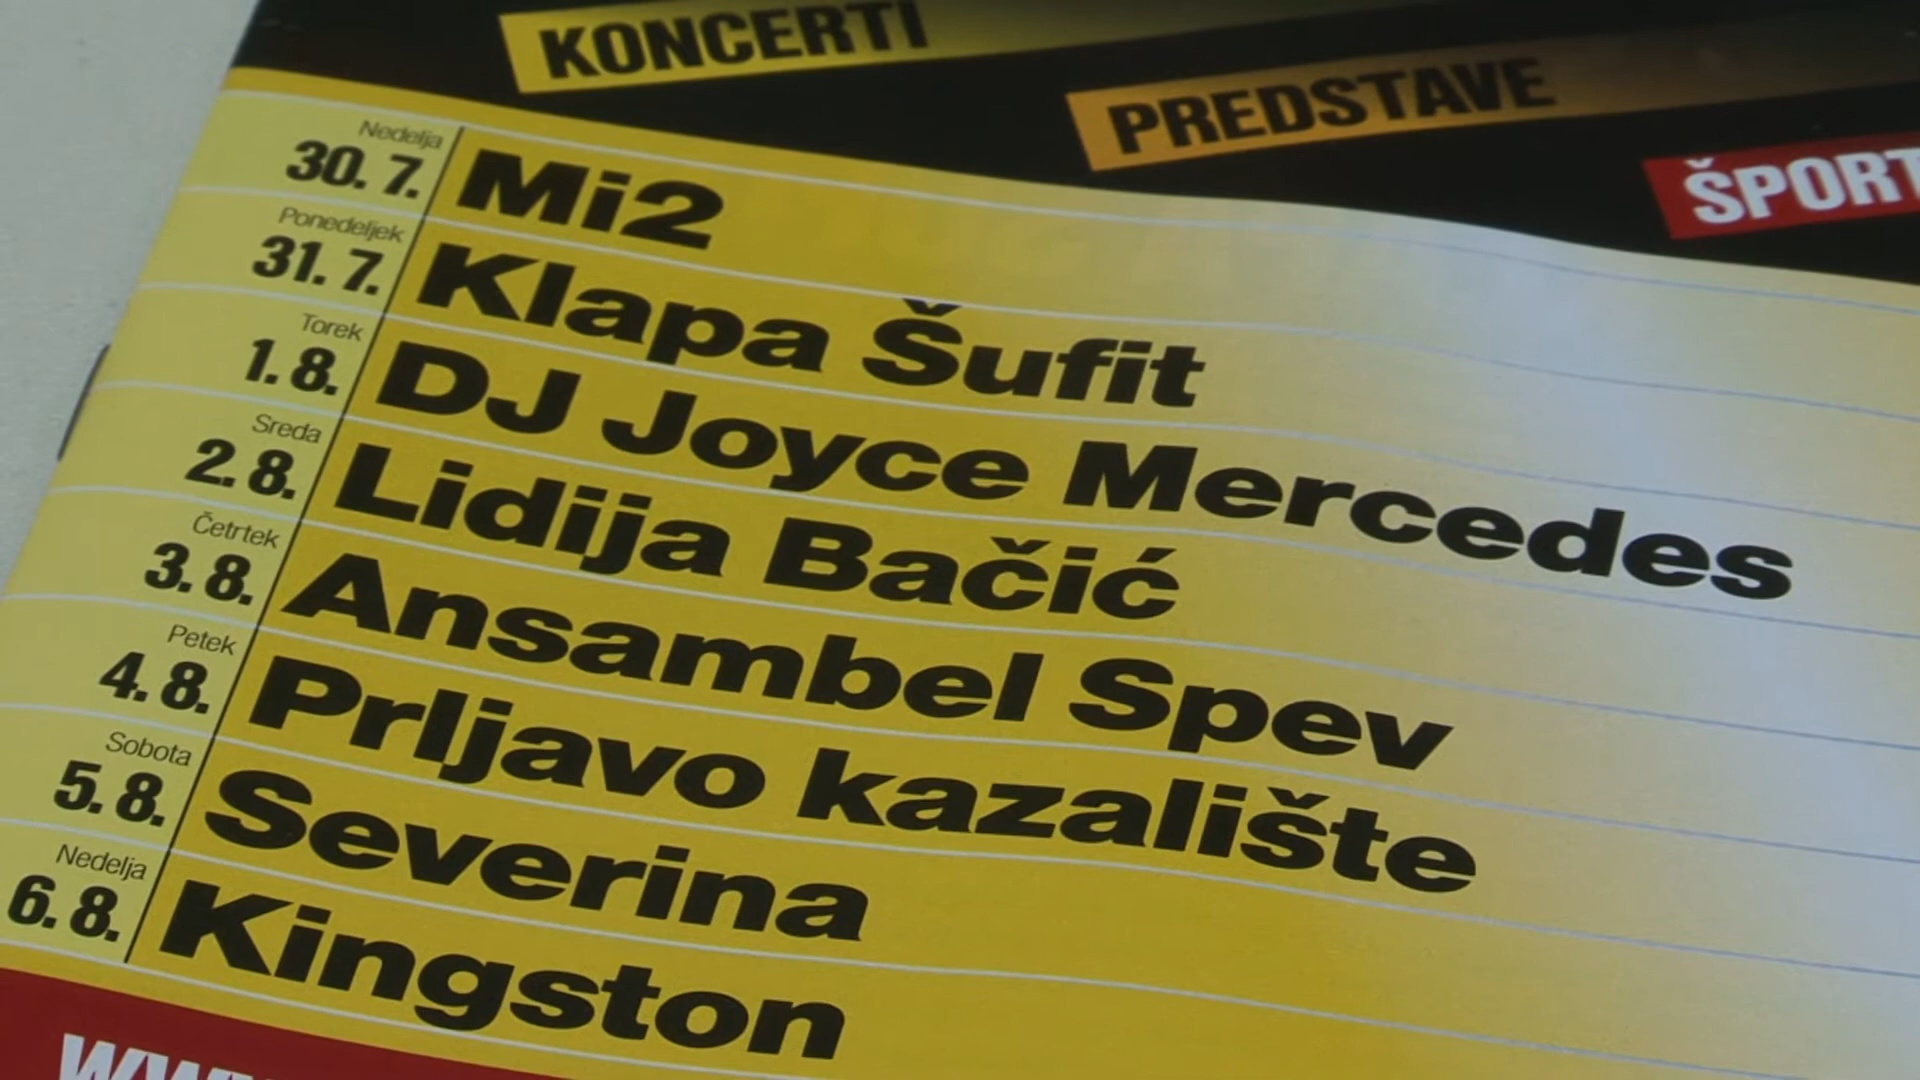 KONCERTI
PREDSTAVE
ŠPORT
Nedelja
30. 7. Mi2
Ponedeljek
31. 7. Klapa Šufit
Torek
1. 8. DJ Joyce Mercedes
Sreda
2. 8. Lidija Bačić
Četrtek
3. 8. Ansambel Spev
Petek
4. 8. Prljavo kazalište
Sobota
5. 8. Severina
Nedelja
6. 8. Kingston